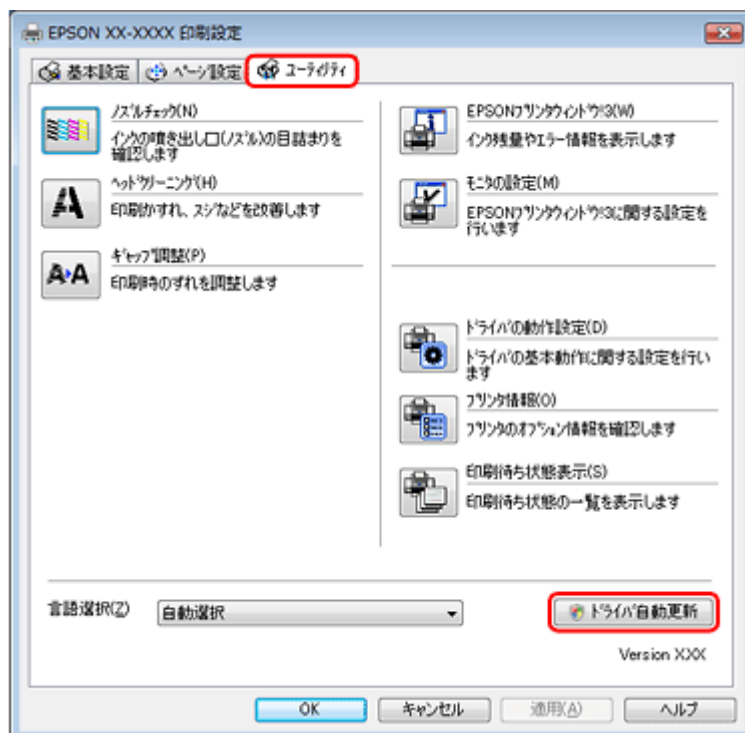 EPSON XX-XXXX 印刷設定
基本設定
ページ設定
ユーティリティ
ノズルチェック(N)
インクの噴き出し口(ノズル)の目詰まりを
確認します
ヘッドクリーニング(H)
印刷かすれ、スジなどを改善します
ギャップ調整(P)
印刷時のずれを調整します
EPSONプリンタウィンドウ!3(W)
インク残量やエラー情報を表示します
モニタの設定(M)
EPSONプリンタウィンドウ!3に関する設定を
行います
ドライバの動作設定(D)
ドライバの基本動作に関する設定を行い
ます
プリンタ情報(O)
プリンタのオプション情報を確認します
印刷待ち状態表示(S)
印刷待ち状態の一覧を表示します
言語選択(Z)
自動選択
ドライバ自動更新
Version XXX
OK
キャンセル
適用(A)
ヘルプ